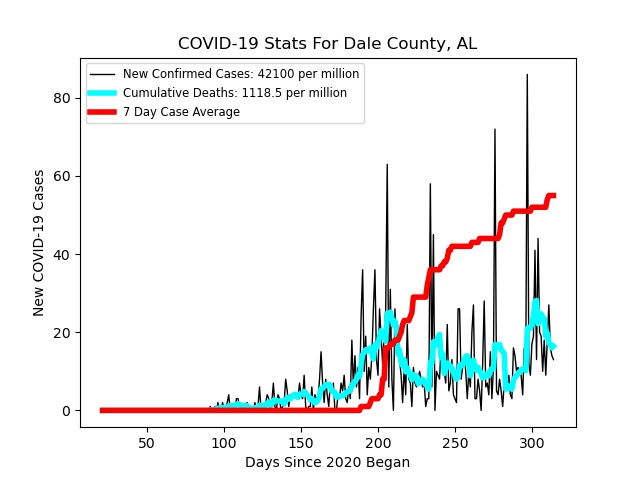 COVID-19 Stats For Dale County, AL
New Confirmed Cases: 42100 per million
Cumulative Deaths: 1118.5 per million
7 Day Case Average
New COVID-19 Cases
80
60
40
20
0
50
100
150
200
250
300
Days Since 2020 Began